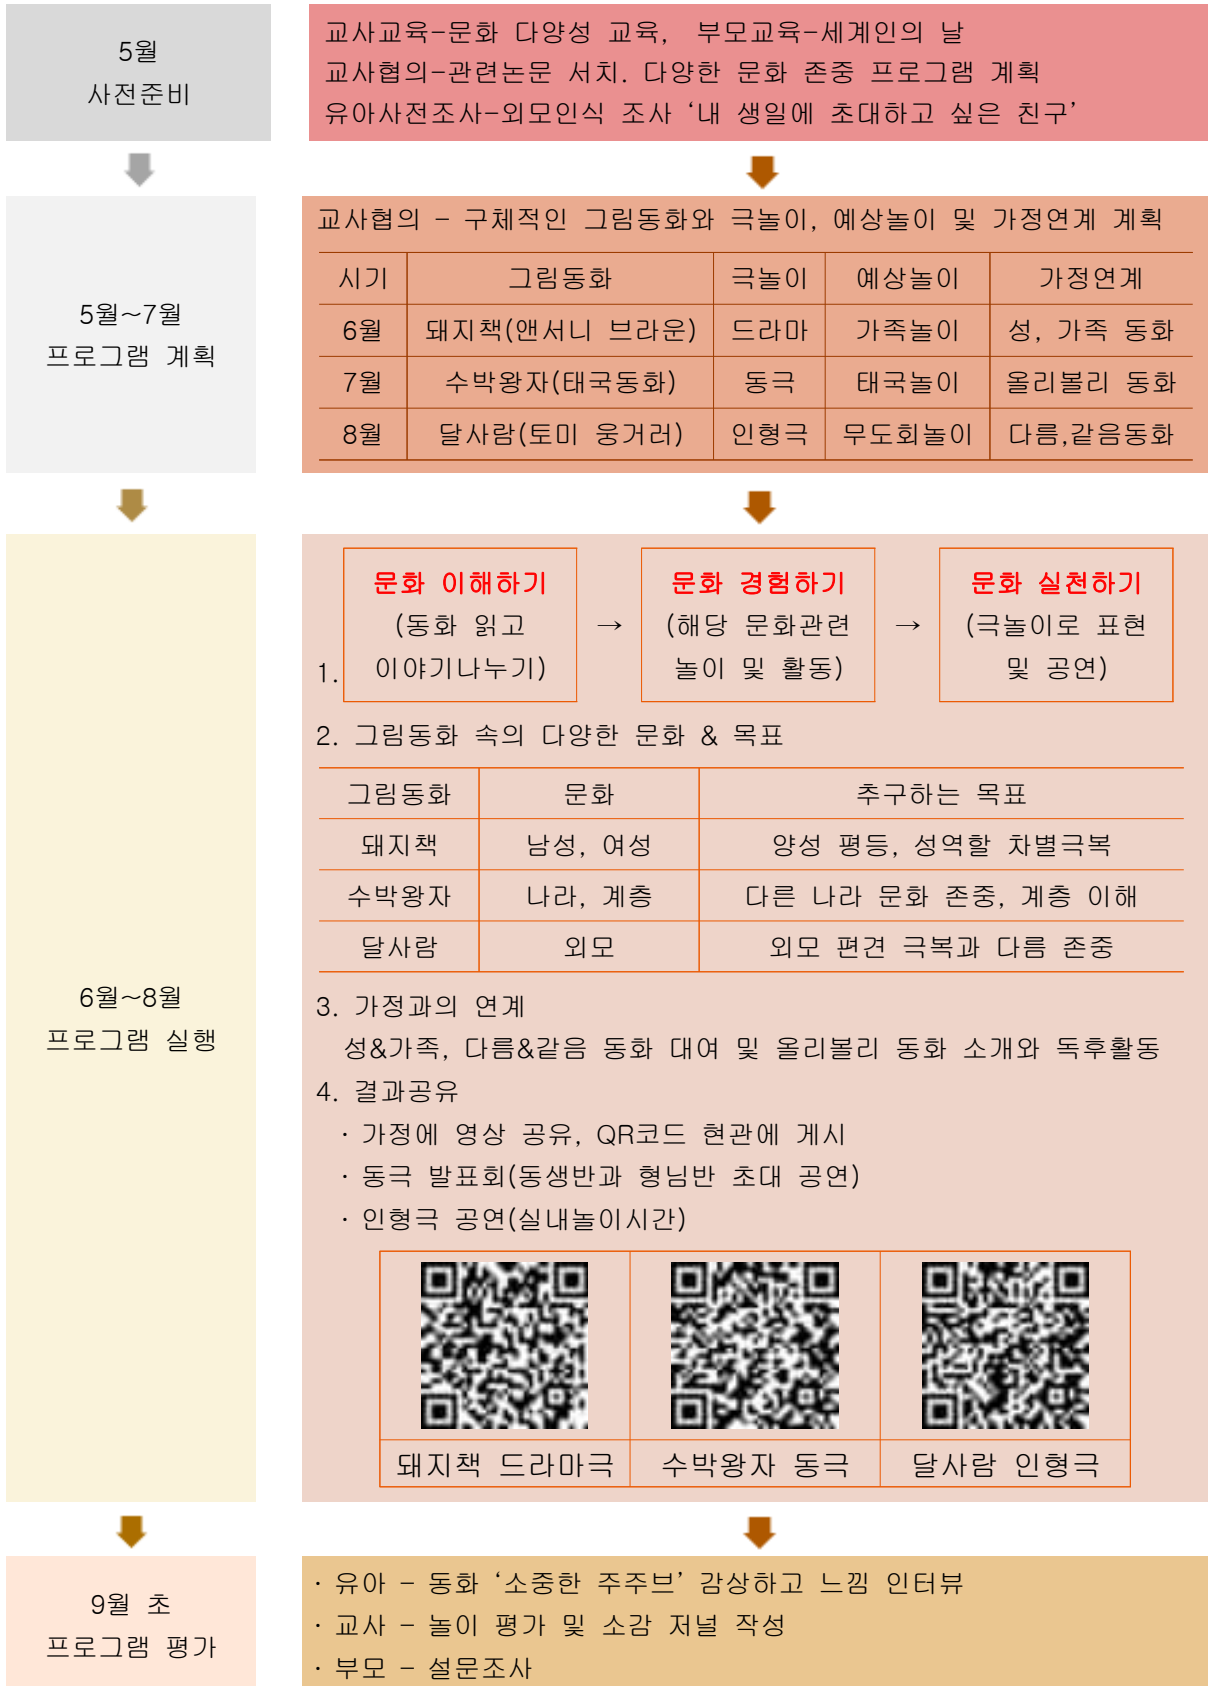 5월
사전준비
교사교육-문화 다양성 교육, 부모교육-세계인의 날
교사협의-관련논문 서치. 다양한 문화 존중 프로그램 계획
유아사전조사-외모인식 조사 ‘내 생일에 초대하고 싶은 친구’
5월~7월
프로그램 계획
교사협의 - 구체적인 그림동화와 극놀이, 예상놀이 및 가정연계 계획
시기 그림동화 극놀이 예상놀이 가정연계
6월 돼지책(앤서니 브라운) 드라마 가족놀이 성, 가족 동화
7월 수박왕자(태국동화) 동극 태국놀이 올리볼리 동화
8월 달사람(토미 웅거러) 인형극 무도회놀이 다름,같음동화
6월~8월
프로그램 실행
1.
문화 이해하기
(동화 읽고
이야기나누기)
→
문화 경험하기
(해당 문화관련
놀이 및 활동)
→
문화 실천하기
(극놀이로 표현
및 공연)
2. 그림동화 속의 다양한 문화 & 목표
그림동화 문화 추구하는 목표
돼지책 남성, 여성 양성 평등, 성역할 차별극복
수박왕자 나라, 계층 다른 나라 문화 존중, 계층 이해
달사람 외모 외모 편견 극복과 다름 존중
3. 가정과의 연계
성&가족, 다름&같음 동화 대여 및 올리볼리 동화 소개와 독후활동
4. 결과공유
· 가정에 영상 공유, QR코드 현관에 게시
· 동극 발표회(동생반과 형님반 초대 공연)
· 인형극 공연(실내놀이시간)
돼지책 드라마극 수박왕자 동극 달사람 인형극
9월 초
프로그램 평가
· 유아 - 동화 ‘소중한 주주브’ 감상하고 느낌 인터뷰
· 교사 - 놀이 평가 및 소감 저널 작성
· 부모 - 설문조사